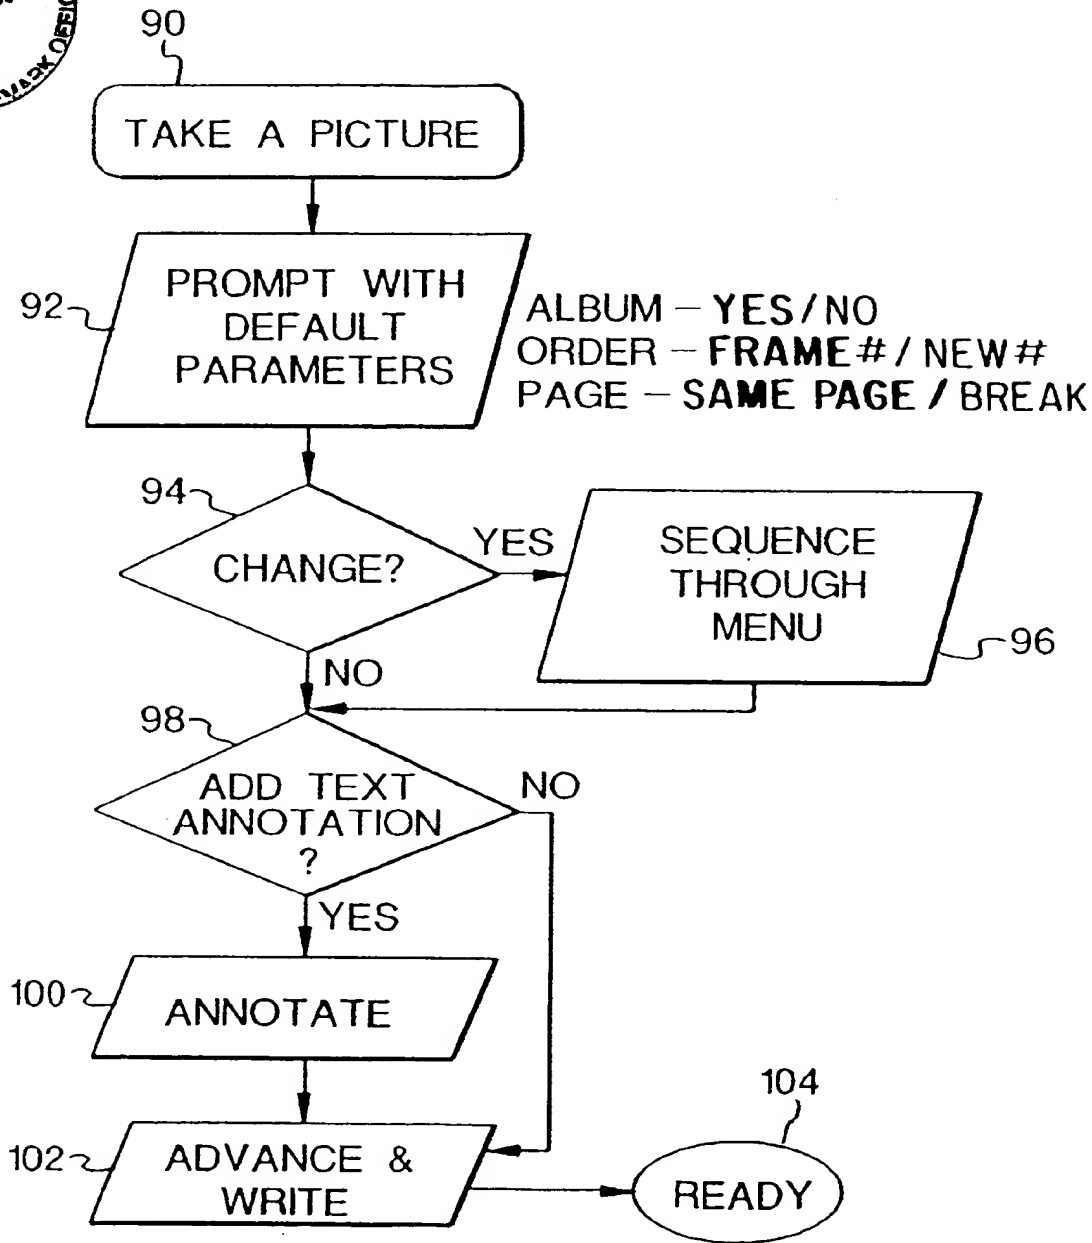 MARK OFFIC
90
TAKE A PICTURE
92
PROMPT WITH
DEFAULT
PARAMETERS
ALBUM – YES/NO
ORDER – FRAME#/NEW#
PAGE – SAME PAGE/BREAK
94
CHANGE?
YES
SEQUENCE
THROUGH
MENU
96
NO
98
ADD TEXT
ANNOTATION
?
NO
YES
100
ANNOTATE
102
ADVANCE &
WRITE
104
READY